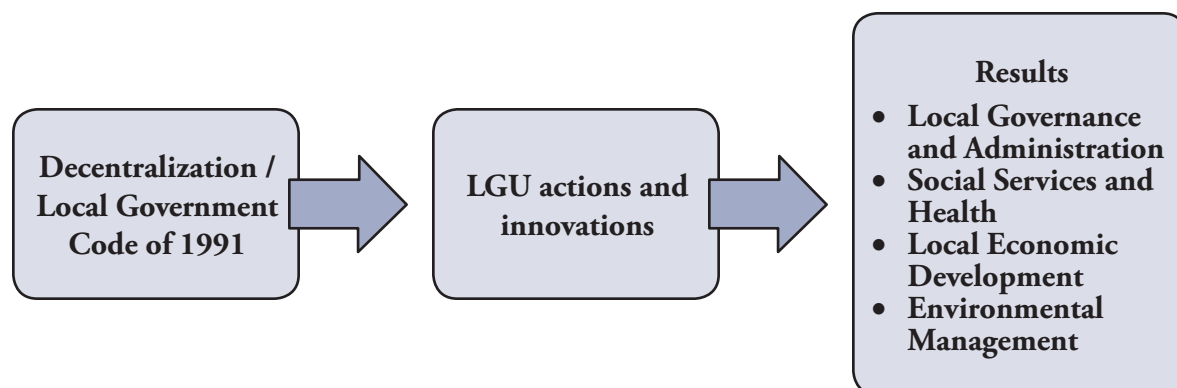 Decentralization /
Local Government
Code of 1991
LGU actions and
innovations
Results
• Local Governance
and Administration
• Social Services and
Health
• Local Economic
Development
• Environmental
Management